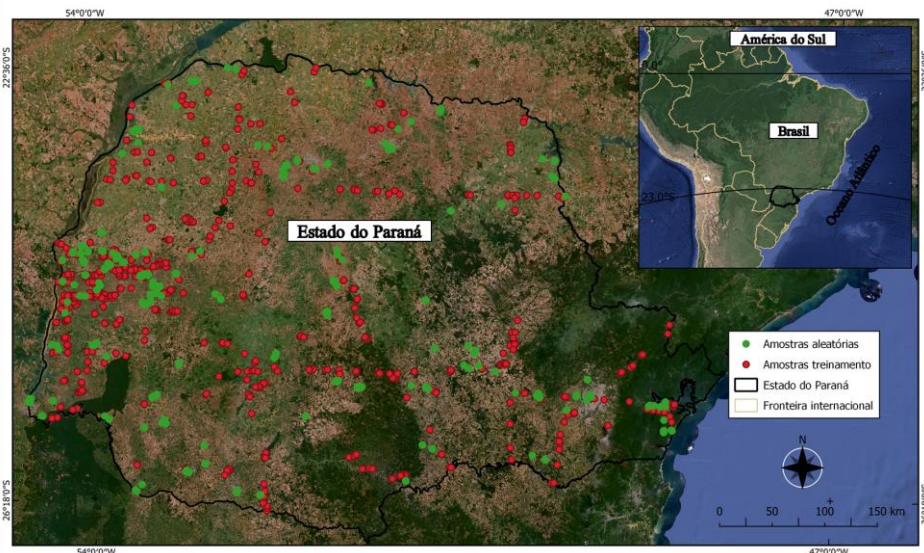 54°0'0"W
47°0'0"W
22°36'0"S
América do Sul
0.0°
Brasil
Oceano Atlântico
23.0°S
Estado do Paraná
Amostras aleatórias
Amostras treinamento
Estado do Paraná
Fronteira internacional
N
0 50 100 150 km
26°18'0"S
54°0'0"W
47°0'0"W